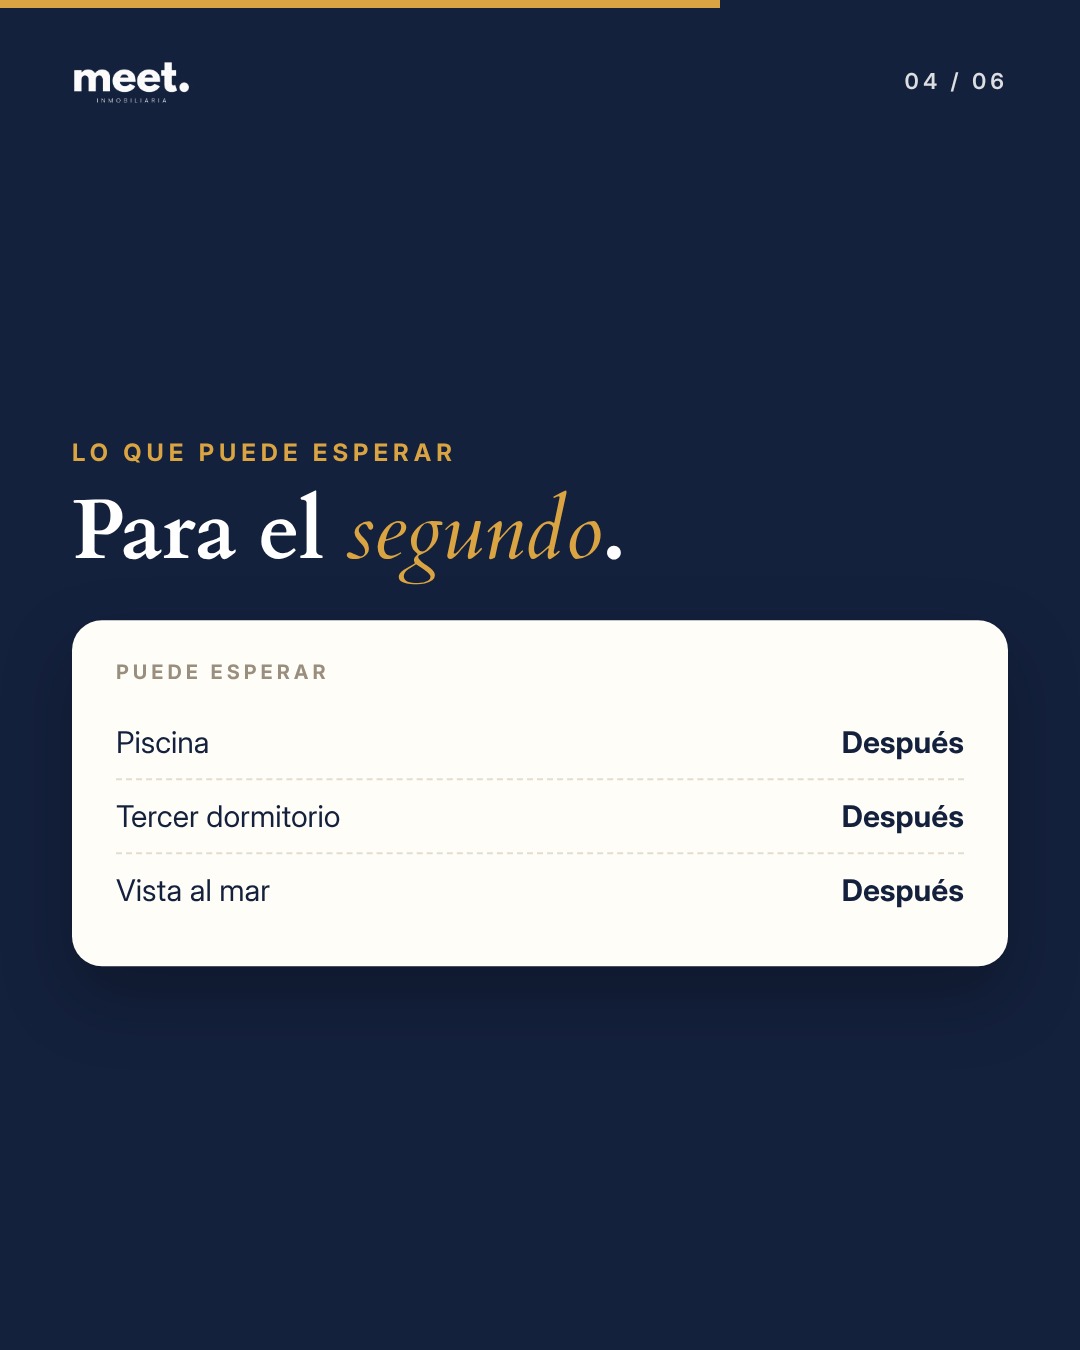 meet.
INMOBILIARIA
04 / 06
LO QUE PUEDE ESPERAR
Para el segundo.
PUEDE ESPERAR
Piscina Después
Tercer dormitorio Después
Vista al mar Después